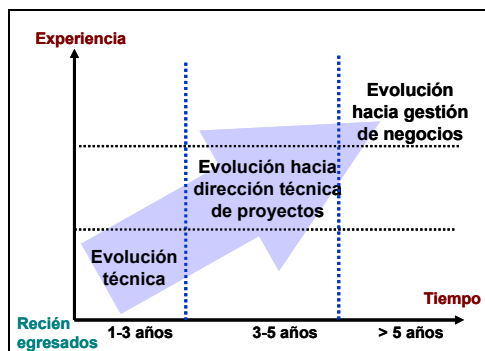 Experiencia
Evolución
hacia gestión
de negocios
Evolución hacia
dirección técnica
de proyectos
Evolución
técnica
Tiempo
Recién
egresados
1-3 años
3-5 años
> 5 años